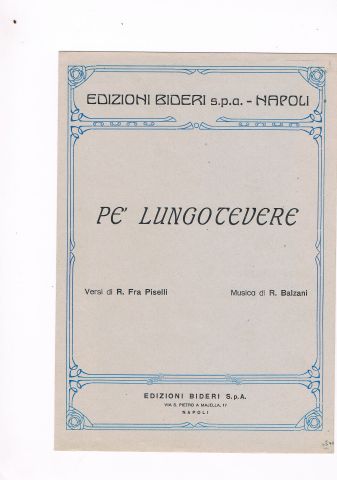 EDIZIONI BIDERI s.p.a. - NAPOLI
PE' LUNGOTEVERE
Versi di R. Fra Piselli
Musica di R. Balzani
EDIZIONI BIDERI S.p.A.
VIA S. PIETRO A MAJELLA, 17
NAPOLI